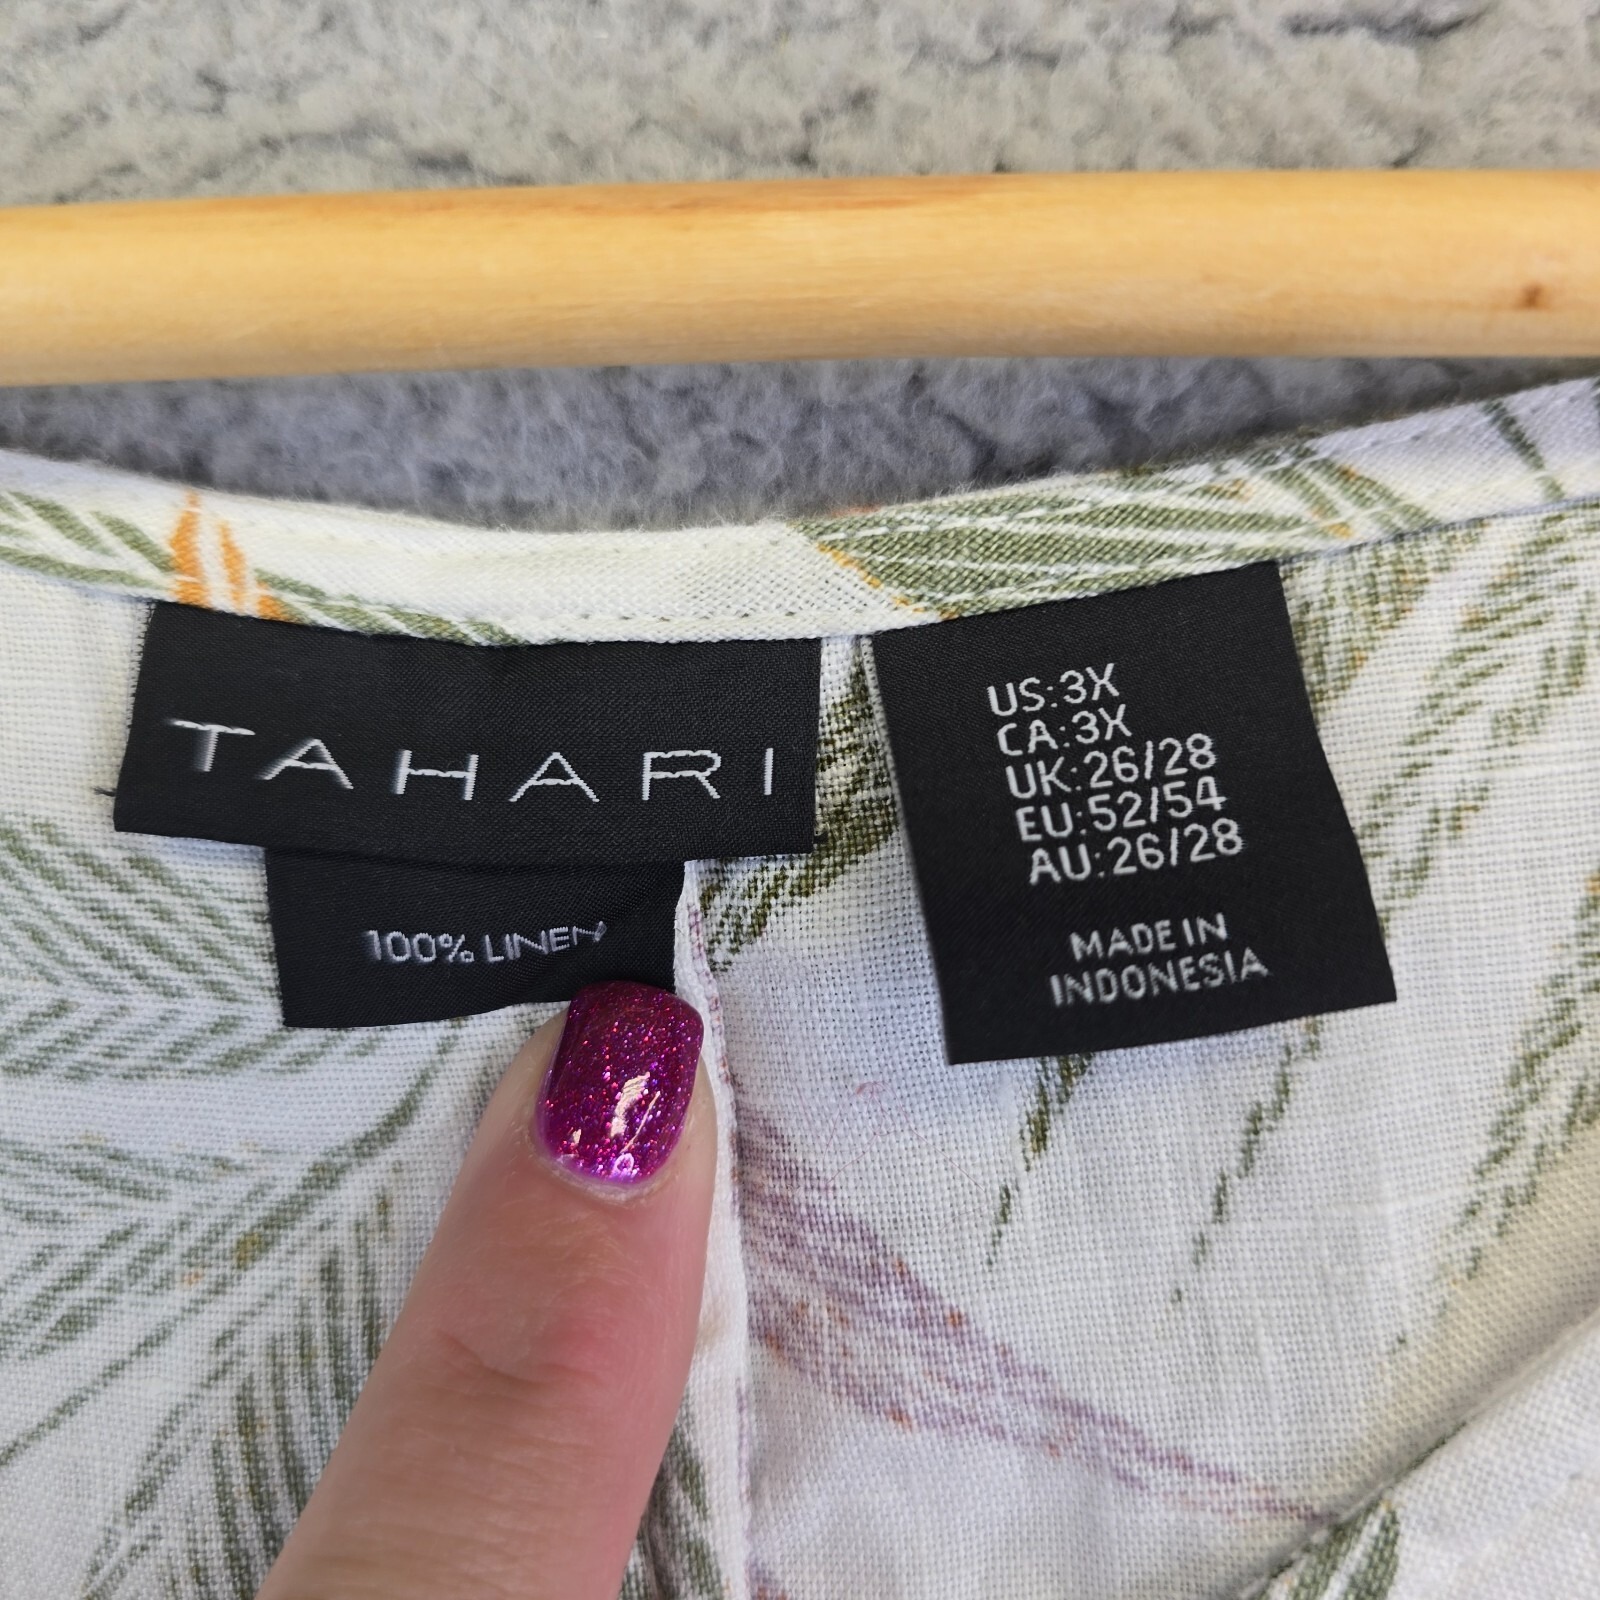 TAHARI
100% LINEN
US:3X
CA:3X
UK:26/28
EU:52/54
AU:26/28
MADE IN
INDONESIA